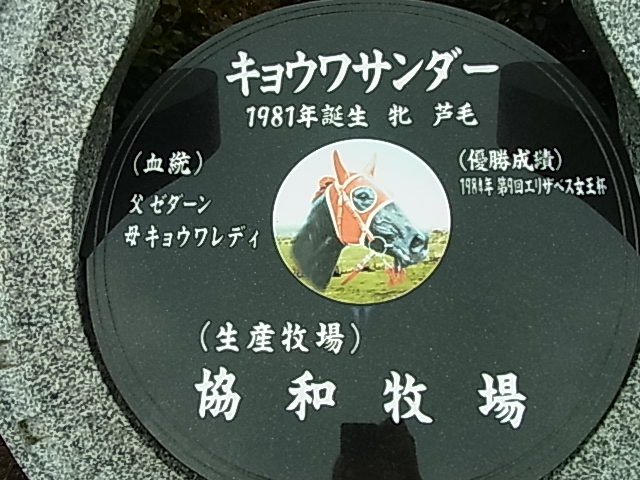 キョウワサンダー
1981年誕生 牝 芦毛
(血統)
父 ゼダーン
母 キョウワレディ
(優勝成績)
1984年 第9回エリザベス女王杯
(生産牧場)
協和牧場